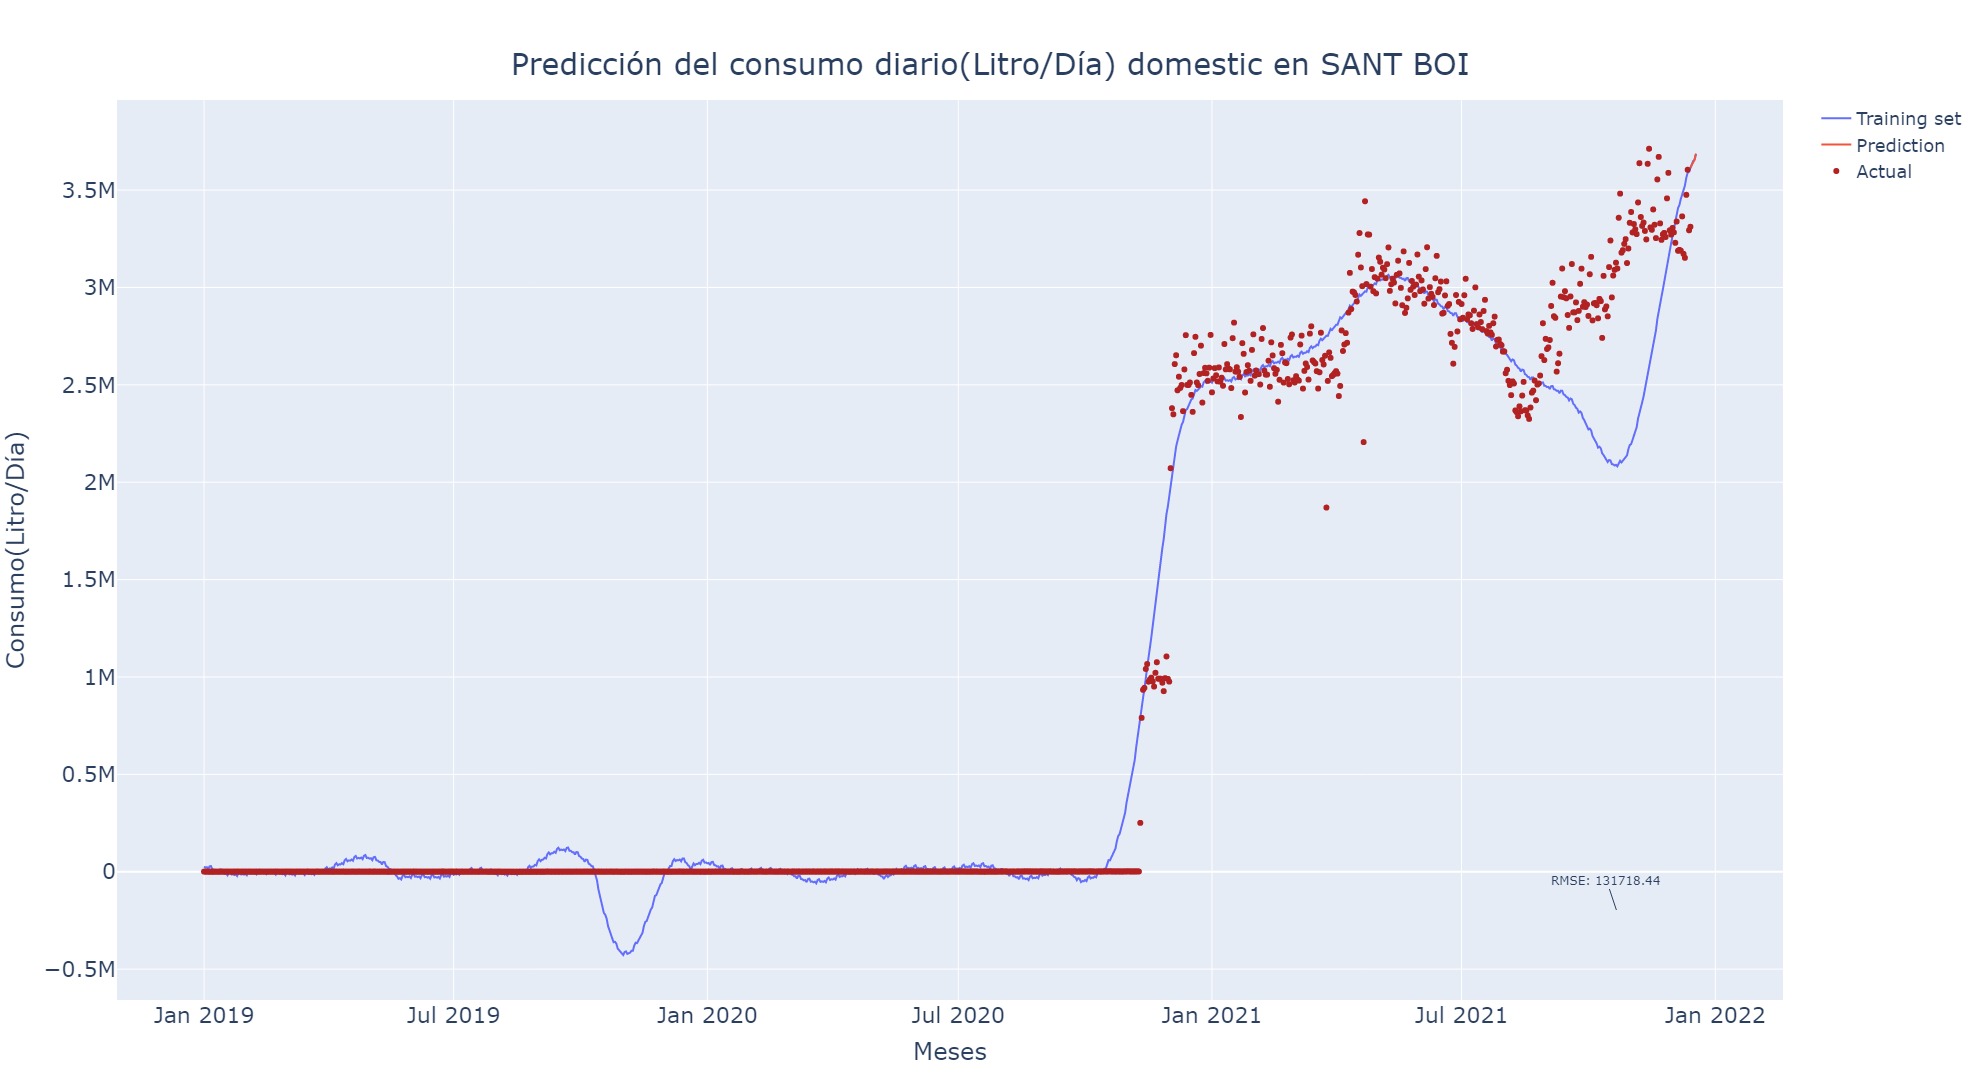 Predicción del consumo diario(Litro/Día) domestic en SANT BOI
Training set
Prediction
Actual
Consumo(Litro/Día)
3.5M
3M
2.5M
2M
1.5M
1M
0.5M
0
−0.5M
RMSE: 131718.44
Jan 2019
Jul 2019
Jan 2020
Jul 2020
Jan 2021
Jul 2021
Jan 2022
Meses